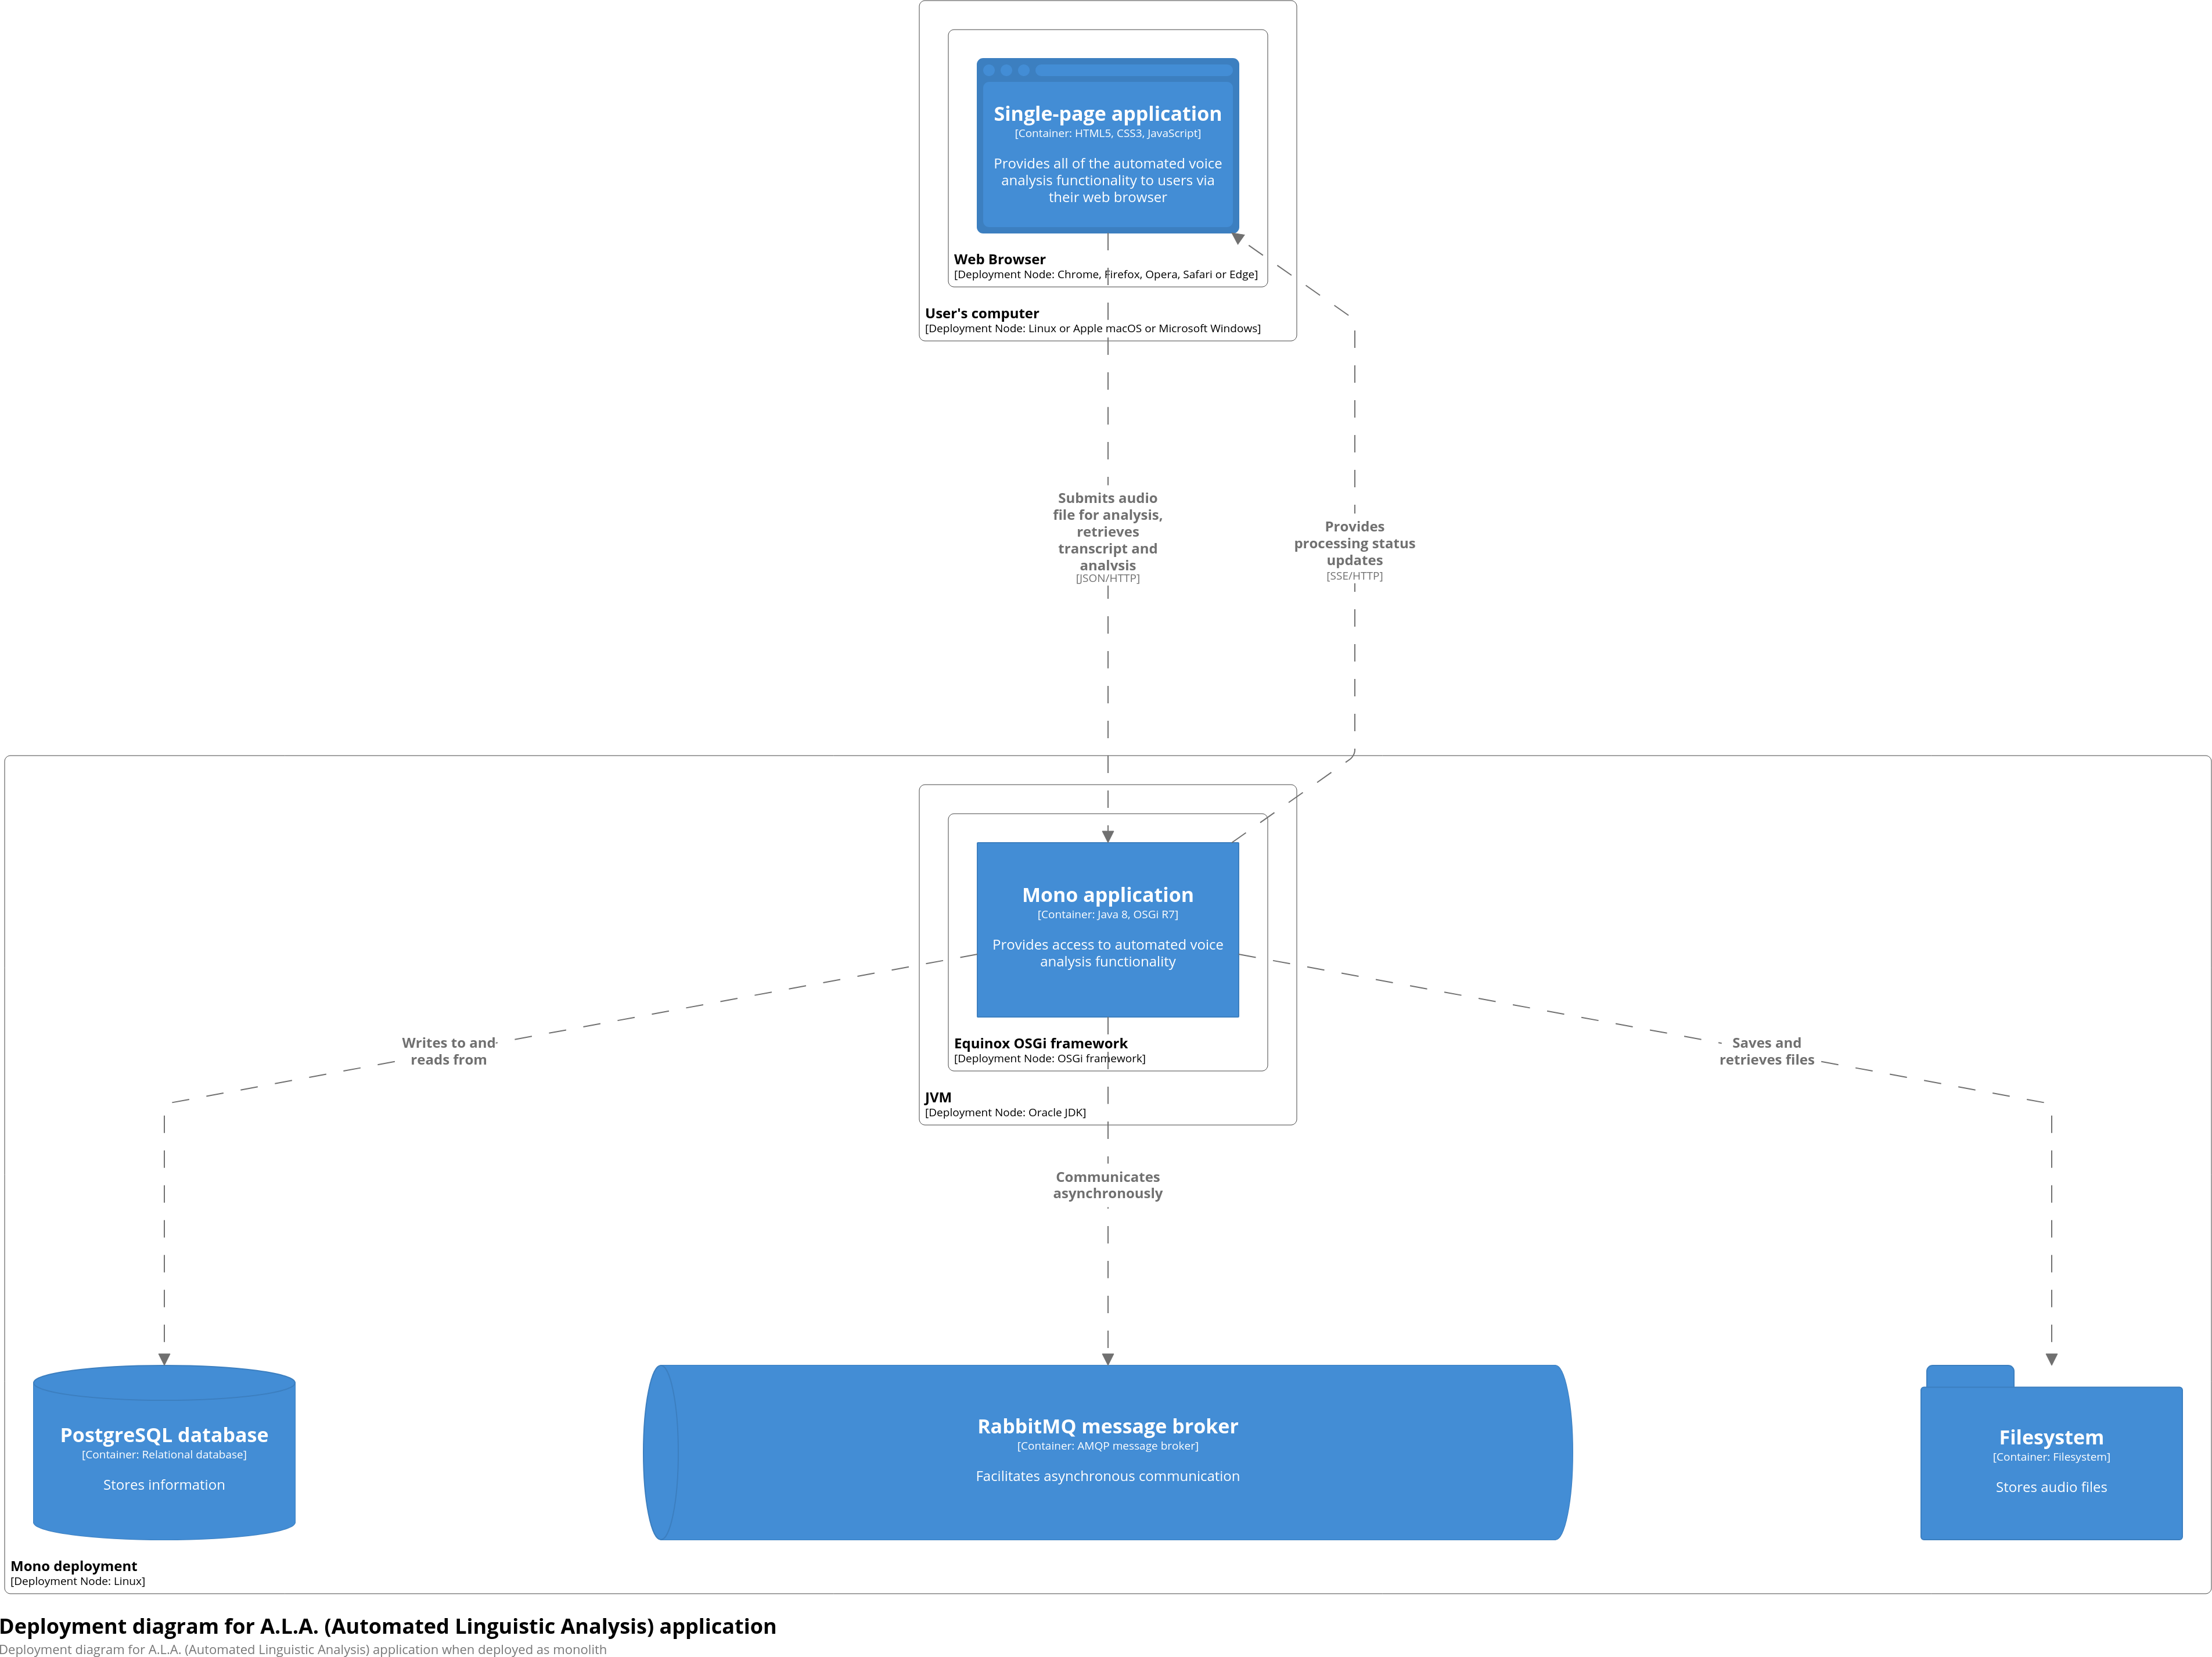 Single-page application
[Container: HTML5, CSS3, JavaScript]
Provides all of the automated voice
analysis functionality to users via
their web browser
Web Browser
[Deployment Node: Chrome, Firefox, Opera, Safari or Edge]
User's computer
[Deployment Node: Linux or Apple macOS or Microsoft Windows]
Submits audio
file for analysis,
retrieves
transcript and
analysis
[JSON/HTTP]
Provides
processing status
updates
[SSE/HTTP]
Mono application
[Container: Java 8, OSGi R7]
Provides access to automated voice
analysis functionality
Equinox OSGi framework
[Deployment Node: OSGi framework]
JVM
[Deployment Node: Oracle JDK]
Writes to and
reads from
Saves and
retrieves files
Communicates
asynchronously
PostgreSQL database
[Container: Relational database]
Stores information
RabbitMQ message broker
[Container: AMQP message broker]
Facilitates asynchronous communication
Filesystem
[Container: Filesystem]
Stores audio files
Mono deployment
[Deployment Node: Linux]
Deployment diagram for A.L.A. (Automated Linguistic Analysis) application
Deployment diagram for A.L.A. (Automated Linguistic Analysis) application when deployed as monolith